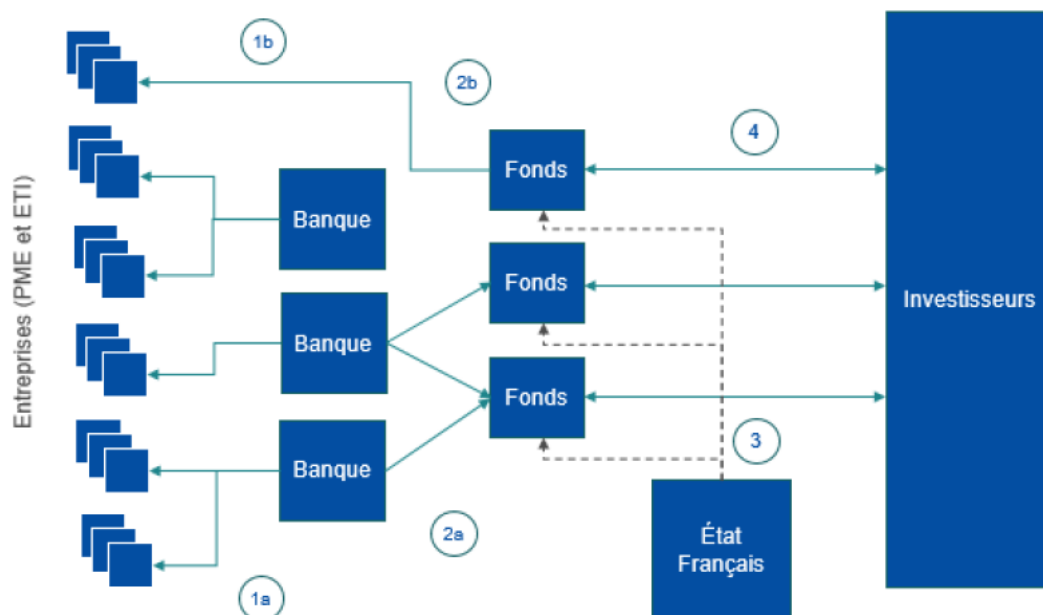 1b
2b
4
Fonds
Banque
Fonds
Investisseurs
Entreprises (PME et ETI)
Banque
Fonds
3
Banque
2a
État
Français
1a